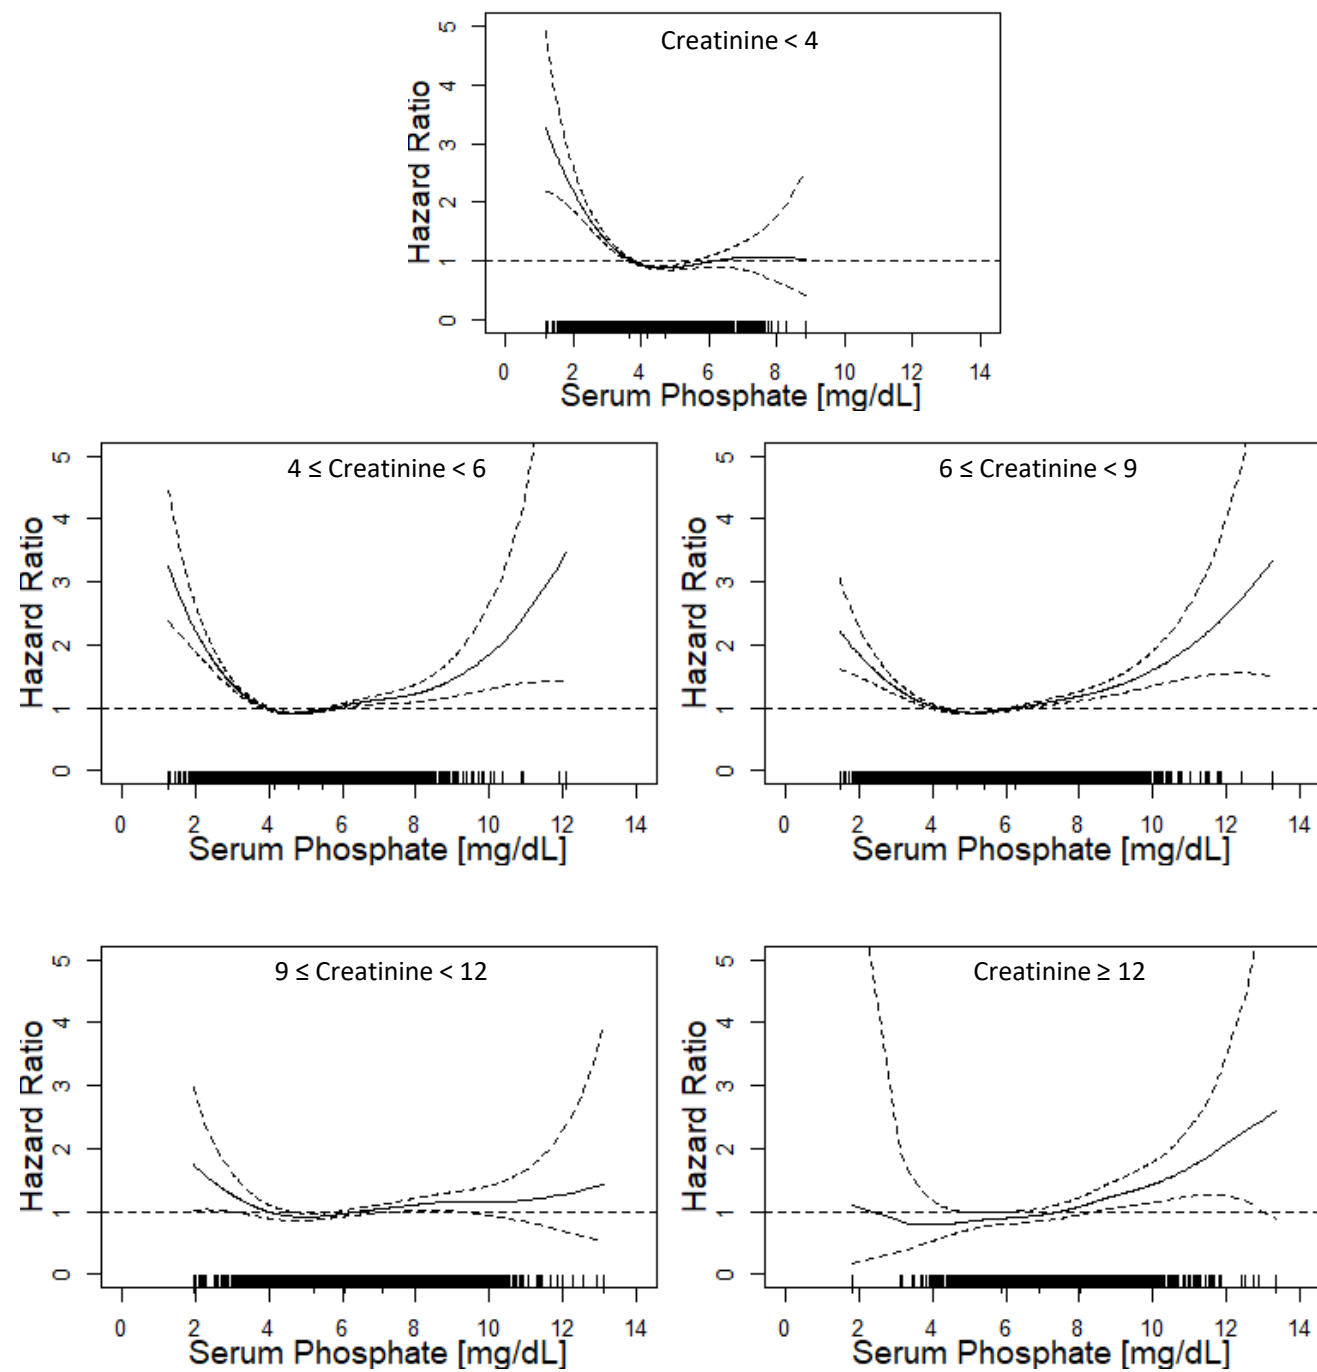 Creatinine < 4
Hazard Ratio
0 1 2 3 4 5
0 2 4 6 8 10 12 14
Serum Phosphate [mg/dL]
4 ≤ Creatinine < 6
Hazard Ratio
0 1 2 3 4 5
0 2 4 6 8 10 12 14
Serum Phosphate [mg/dL]
6 ≤ Creatinine < 9
Hazard Ratio
0 1 2 3 4 5
0 2 4 6 8 10 12 14
Serum Phosphate [mg/dL]
9 ≤ Creatinine < 12
Hazard Ratio
0 1 2 3 4 5
0 2 4 6 8 10 12 14
Serum Phosphate [mg/dL]
Creatinine ≥ 12
Hazard Ratio
0 1 2 3 4 5
0 2 4 6 8 10 12 14
Serum Phosphate [mg/dL]